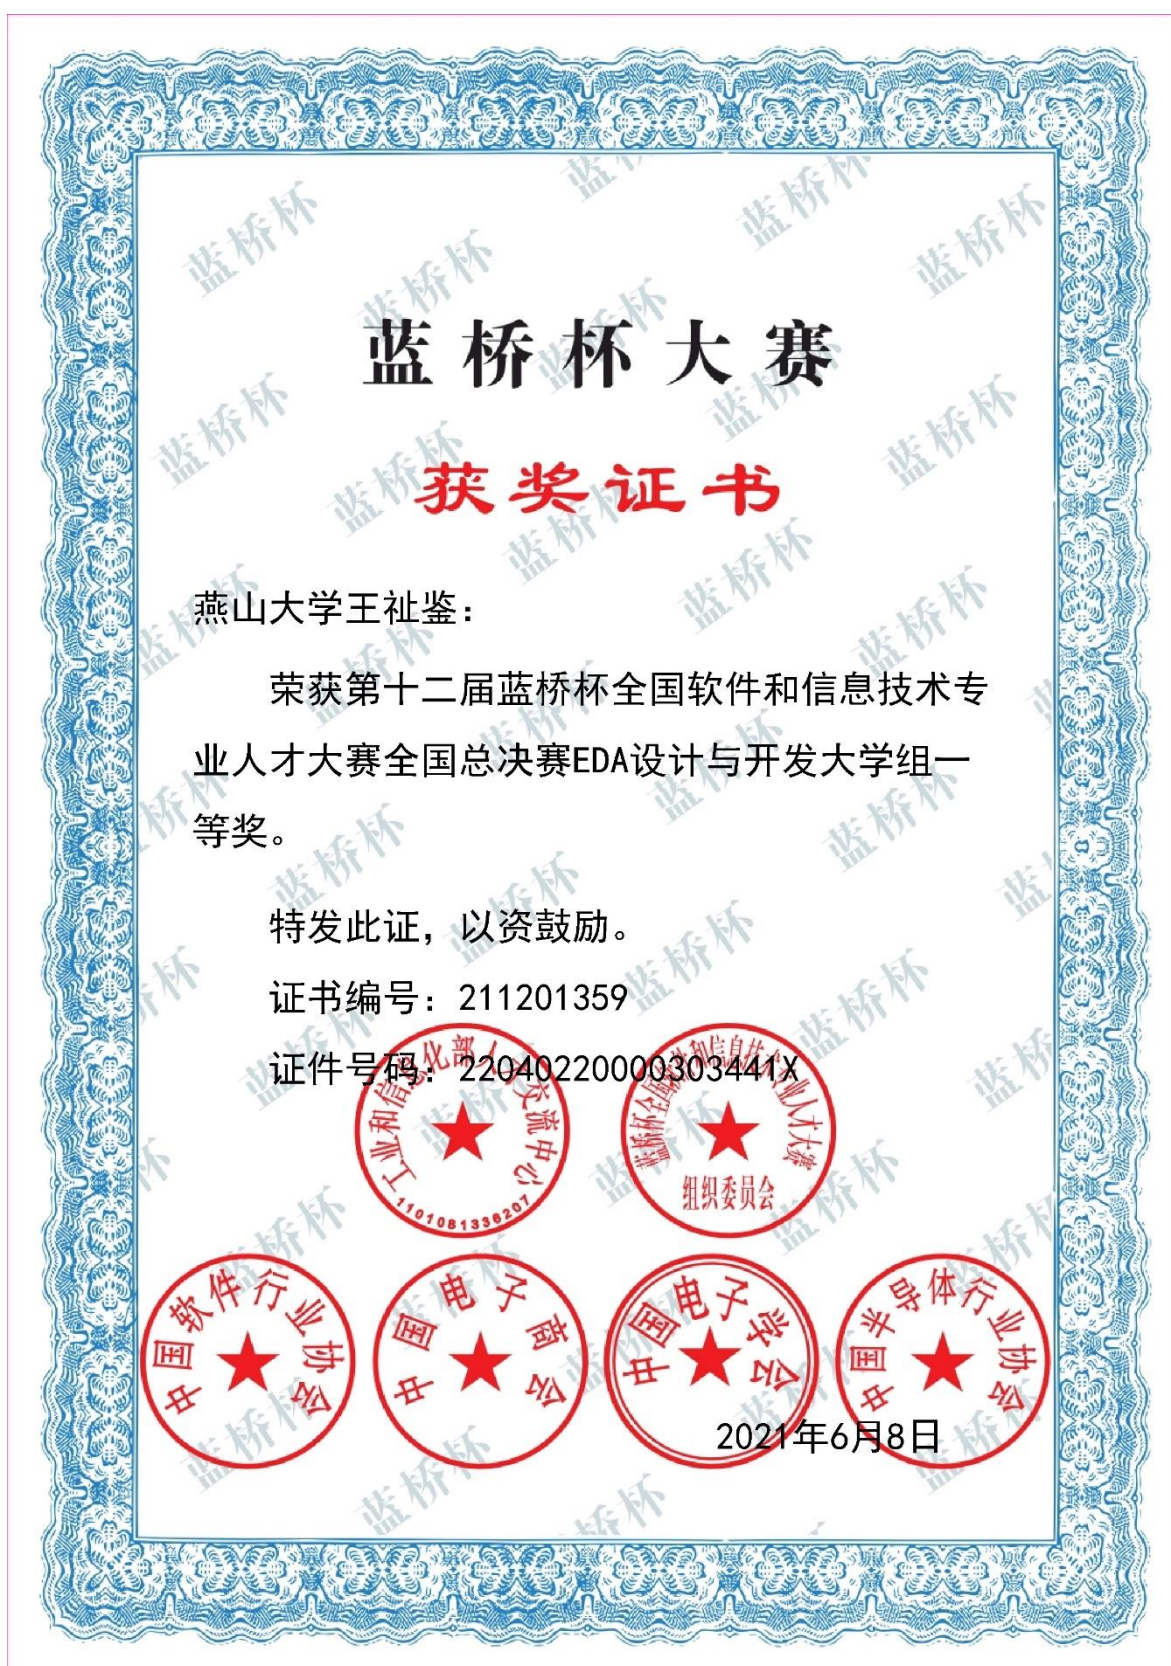 蓝桥杯大赛
获奖证书
燕山大学王祉鉴：
荣获第十二届蓝桥杯全国软件和信息技术专
业人才大赛全国总决赛EDA设计与开发大学组一
等奖。
特发此证，以资鼓励。
证书编号：211201359
证件号码：22040220000303441X
工业和信息化部人才交流中心
1101081336207
蓝桥杯全国软件和信息技术专业人才大赛
组织委员会
中国软件行业协会
中国电子商会
中国电子学会
中国半导体行业协会
2021年6月8日